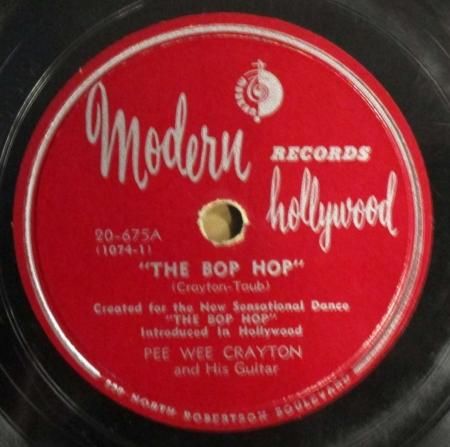 Modern
RECORDS
hollywood
20-675A
(1074-1)
"THE BOP HOP"
(Crayton-Taub)
Created for the New Sensational Dance
"THE BOP HOP"
Introduced in Hollywood
PEE WEE CRAYTON
and His Guitar
NORTH ROBERTSON BOULEVARD